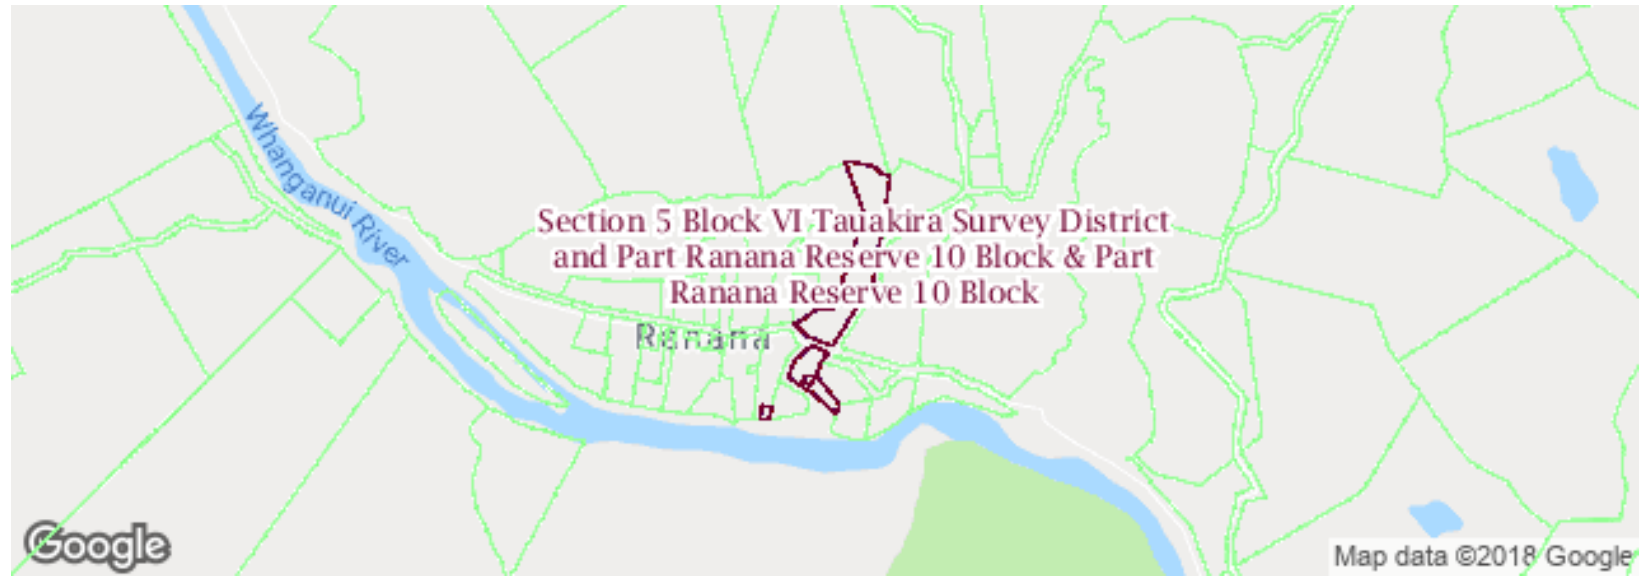 Whanganui River
Section 5 Block VI Tauakira Survey District
and Part Ranana Reserve 10 Block & Part
Ranana Reserve 10 Block
Ranana
Google
Map data ©2018 Google